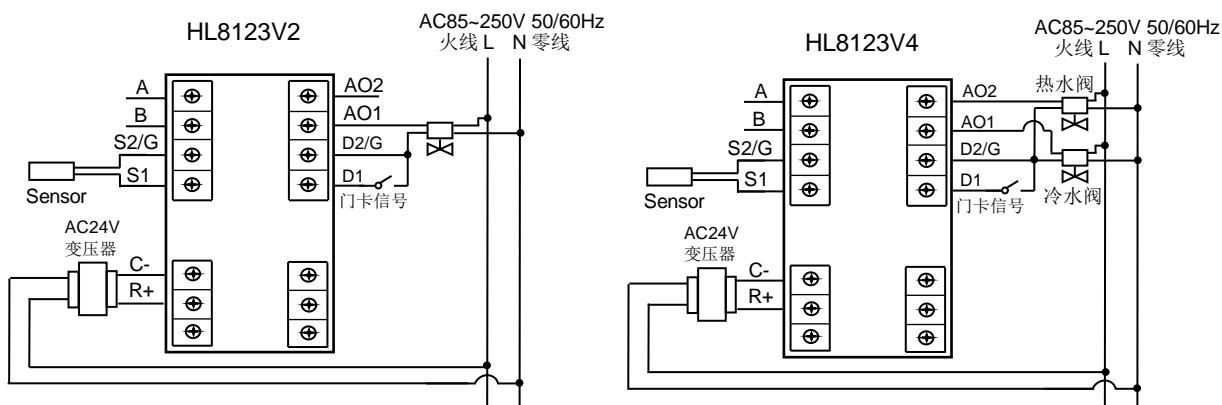 HL8123V2
AC85~250V 50/60Hz
火线 L N 零线
A
B
S2/G
S1
Sensor
AO2
AO1
D2/G
D1
门卡信号
AC24V
变压器
C-
R+
HL8123V4
AC85~250V 50/60Hz
火线 L N 零线
A
B
S2/G
S1
Sensor
AO2
AO1
D2/G
D1
热水阀
冷水阀
门卡信号
AC24V
变压器
C-
R+